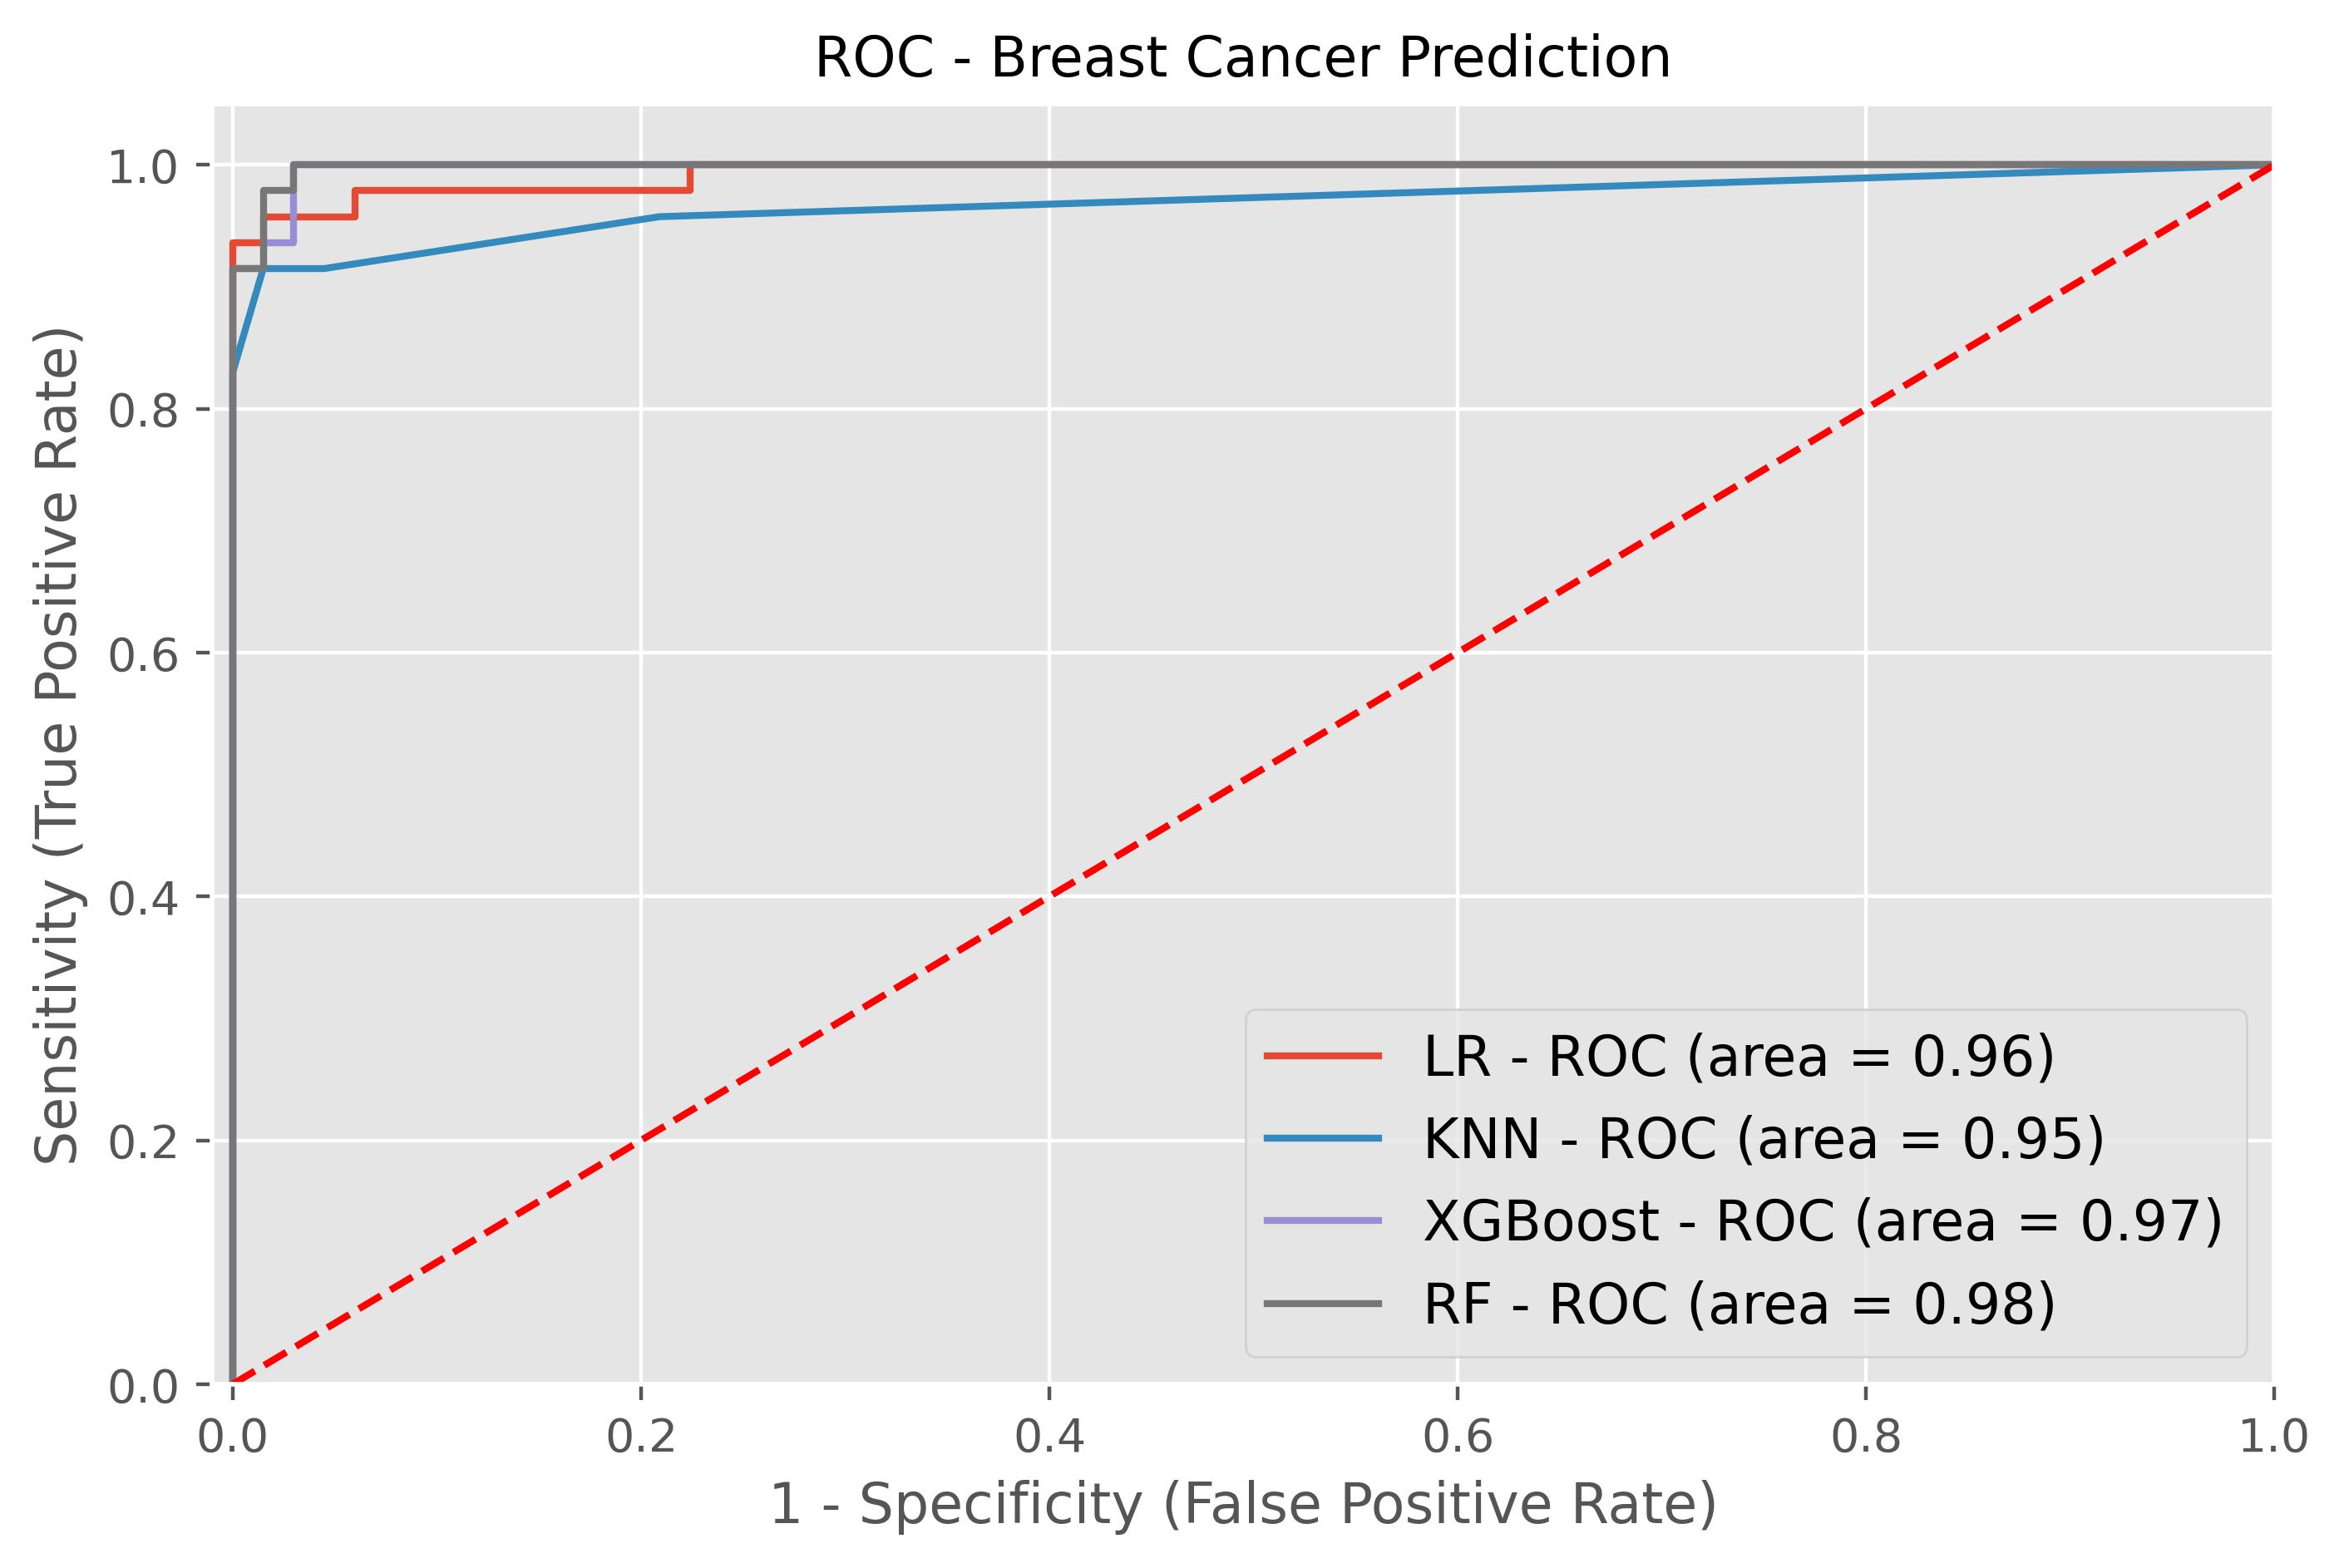 ROC - Breast Cancer Prediction
Sensitivity (True Positive Rate)
1.0
0.8
0.6
0.4
0.2
0.0
LR - ROC (area = 0.96)
KNN - ROC (area = 0.95)
XGBoost - ROC (area = 0.97)
RF - ROC (area = 0.98)
0.0 0.2 0.4 0.6 0.8 1.0
1 - Specificity (False Positive Rate)